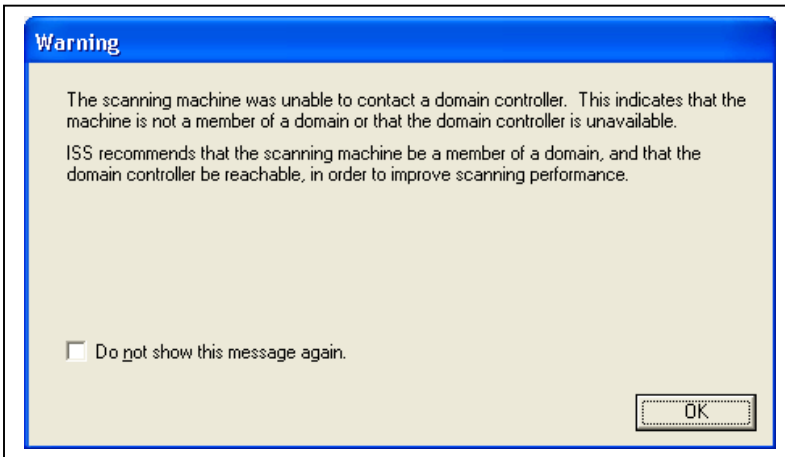 Warning
The scanning machine was unable to contact a domain controller. This indicates that the
machine is not a member of a domain or that the domain controller is unavailable.
ISS recommends that the scanning machine be a member of a domain, and that the
domain controller be reachable, in order to improve scanning performance.
Do not show this message again.
OK